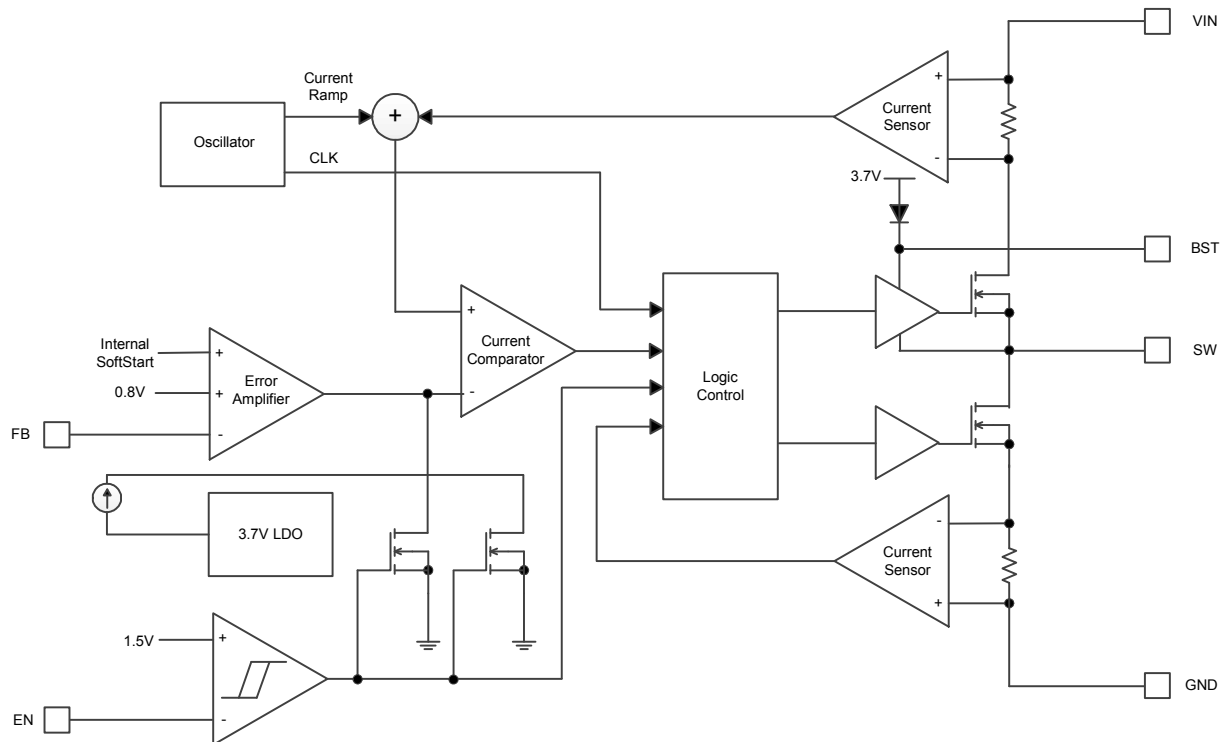 VIN
Current
Ramp
+
+
Current
Sensor
-
Oscillator
CLK
3.7V
BST
+
Current
Comparator
-
Internal
SoftStart
+
0.8V
+
Error
Amplifier
-
FB
Logic
Control
SW
3.7V LDO
-
Current
Sensor
+
1.5V
+
-
EN
GND